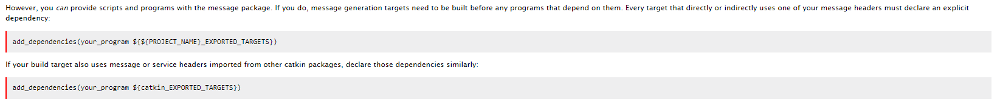 However, you can provide scripts and programs with the message package. If you do, message generation targets need to be built before any programs that depend on them. Every target that directly or indirectly uses one of your message headers must declare an explicit
dependency:
add_dependencies(your_program ${${PROJECT_NAME}_EXPORTED_TARGETS})
If your build target also uses message or service headers imported from other catkin packages, declare those dependencies similarly:
add_dependencies(your_program ${catkin_EXPORTED_TARGETS})